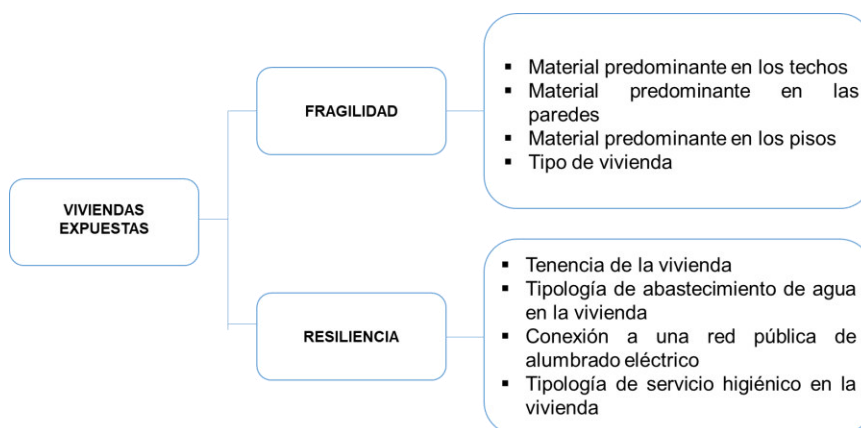 ▪ Material predominante en los techos
▪ Material predominante en las
paredes
▪ Material predominante en los pisos
▪ Tipo de vivienda
FRAGILIDAD
VIVIENDAS
EXPUESTAS
RESILIENCIA
▪ Tenencia de la vivienda
▪ Tipología de abastecimiento de agua
en la vivienda
▪ Conexión a una red pública de
alumbrado eléctrico
▪ Tipología de servicio higiénico en la
vivienda